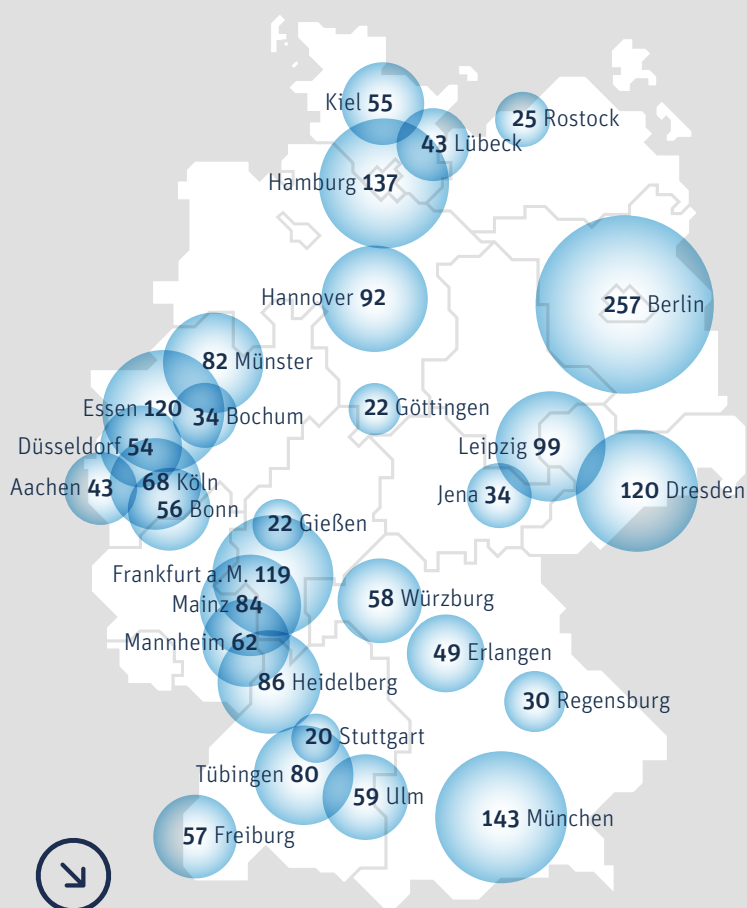 Kiel 55
25 Rostock
43 Lübeck
Hamburg 137
Hannover 92
257 Berlin
82 Münster
Essen 120
34 Bochum
22 Göttingen
Düsseldorf 54
Leipzig 99
Aachen 43
68 Köln
Jena 34
120 Dresden
56 Bonn
22 Gießen
Frankfurt a. M. 119
Mainz 84
58 Würzburg
Mannheim 62
49 Erlangen
86 Heidelberg
30 Regensburg
20 Stuttgart
Tübingen 80
59 Ulm
143 München
57 Freiburg